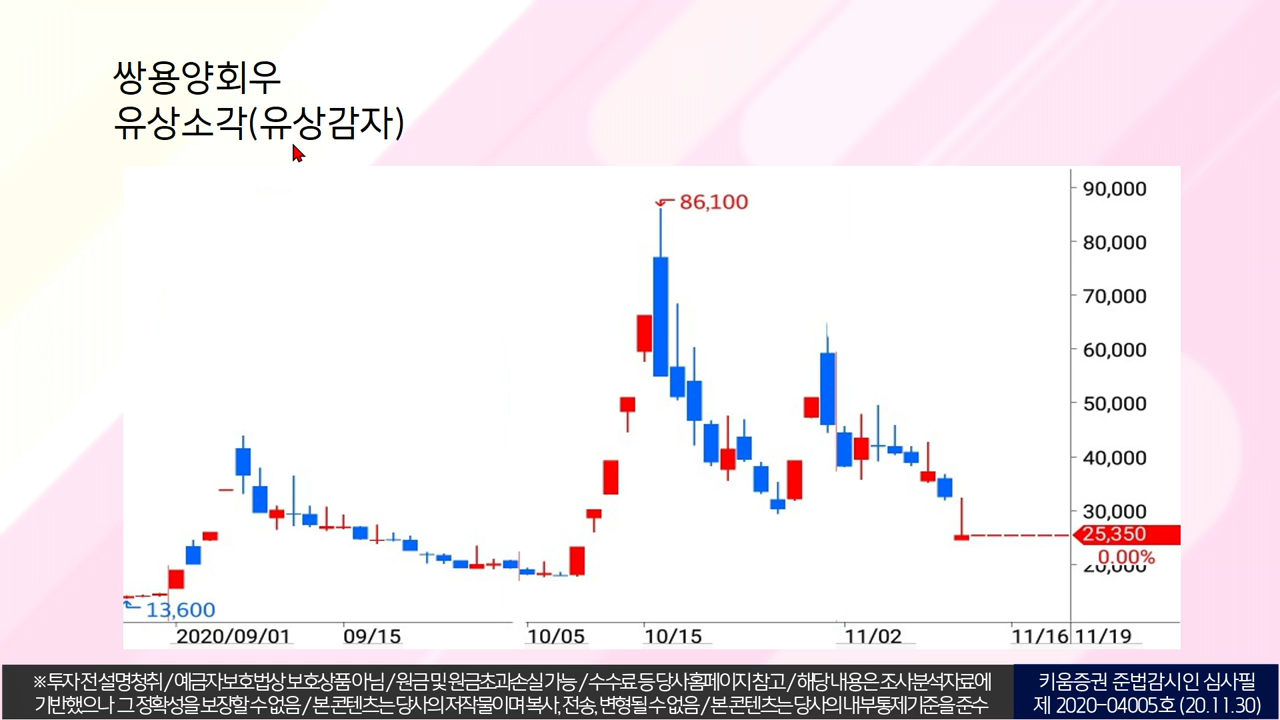 쌍용양회우
유상소각(유상감자)
86,100
90,000
80,000
70,000
60,000
50,000
40,000
30,000
25,350
0.00%
20,000
13,600
2020/09/01 09/15 10/05 10/15 11/02 11/16 11/19
※ 투자 전 설명청취 / 예금자보호법상 보호상품 아님 / 원금 및 원금초과손실 가능 / 수수료 등 당사홈페이지 참고 / 해당 내용은 조사분석자료에
기반했으나 그 정확성을 보장할 수 없음 / 본 콘텐츠는 당사의 저작물이며 복사, 전송, 변형될 수 없음 / 본 콘텐츠는 당사의 내부통제기준을 준수
키움증권 준법감시인 심사필
제 2020-04005호 (20.11.30)